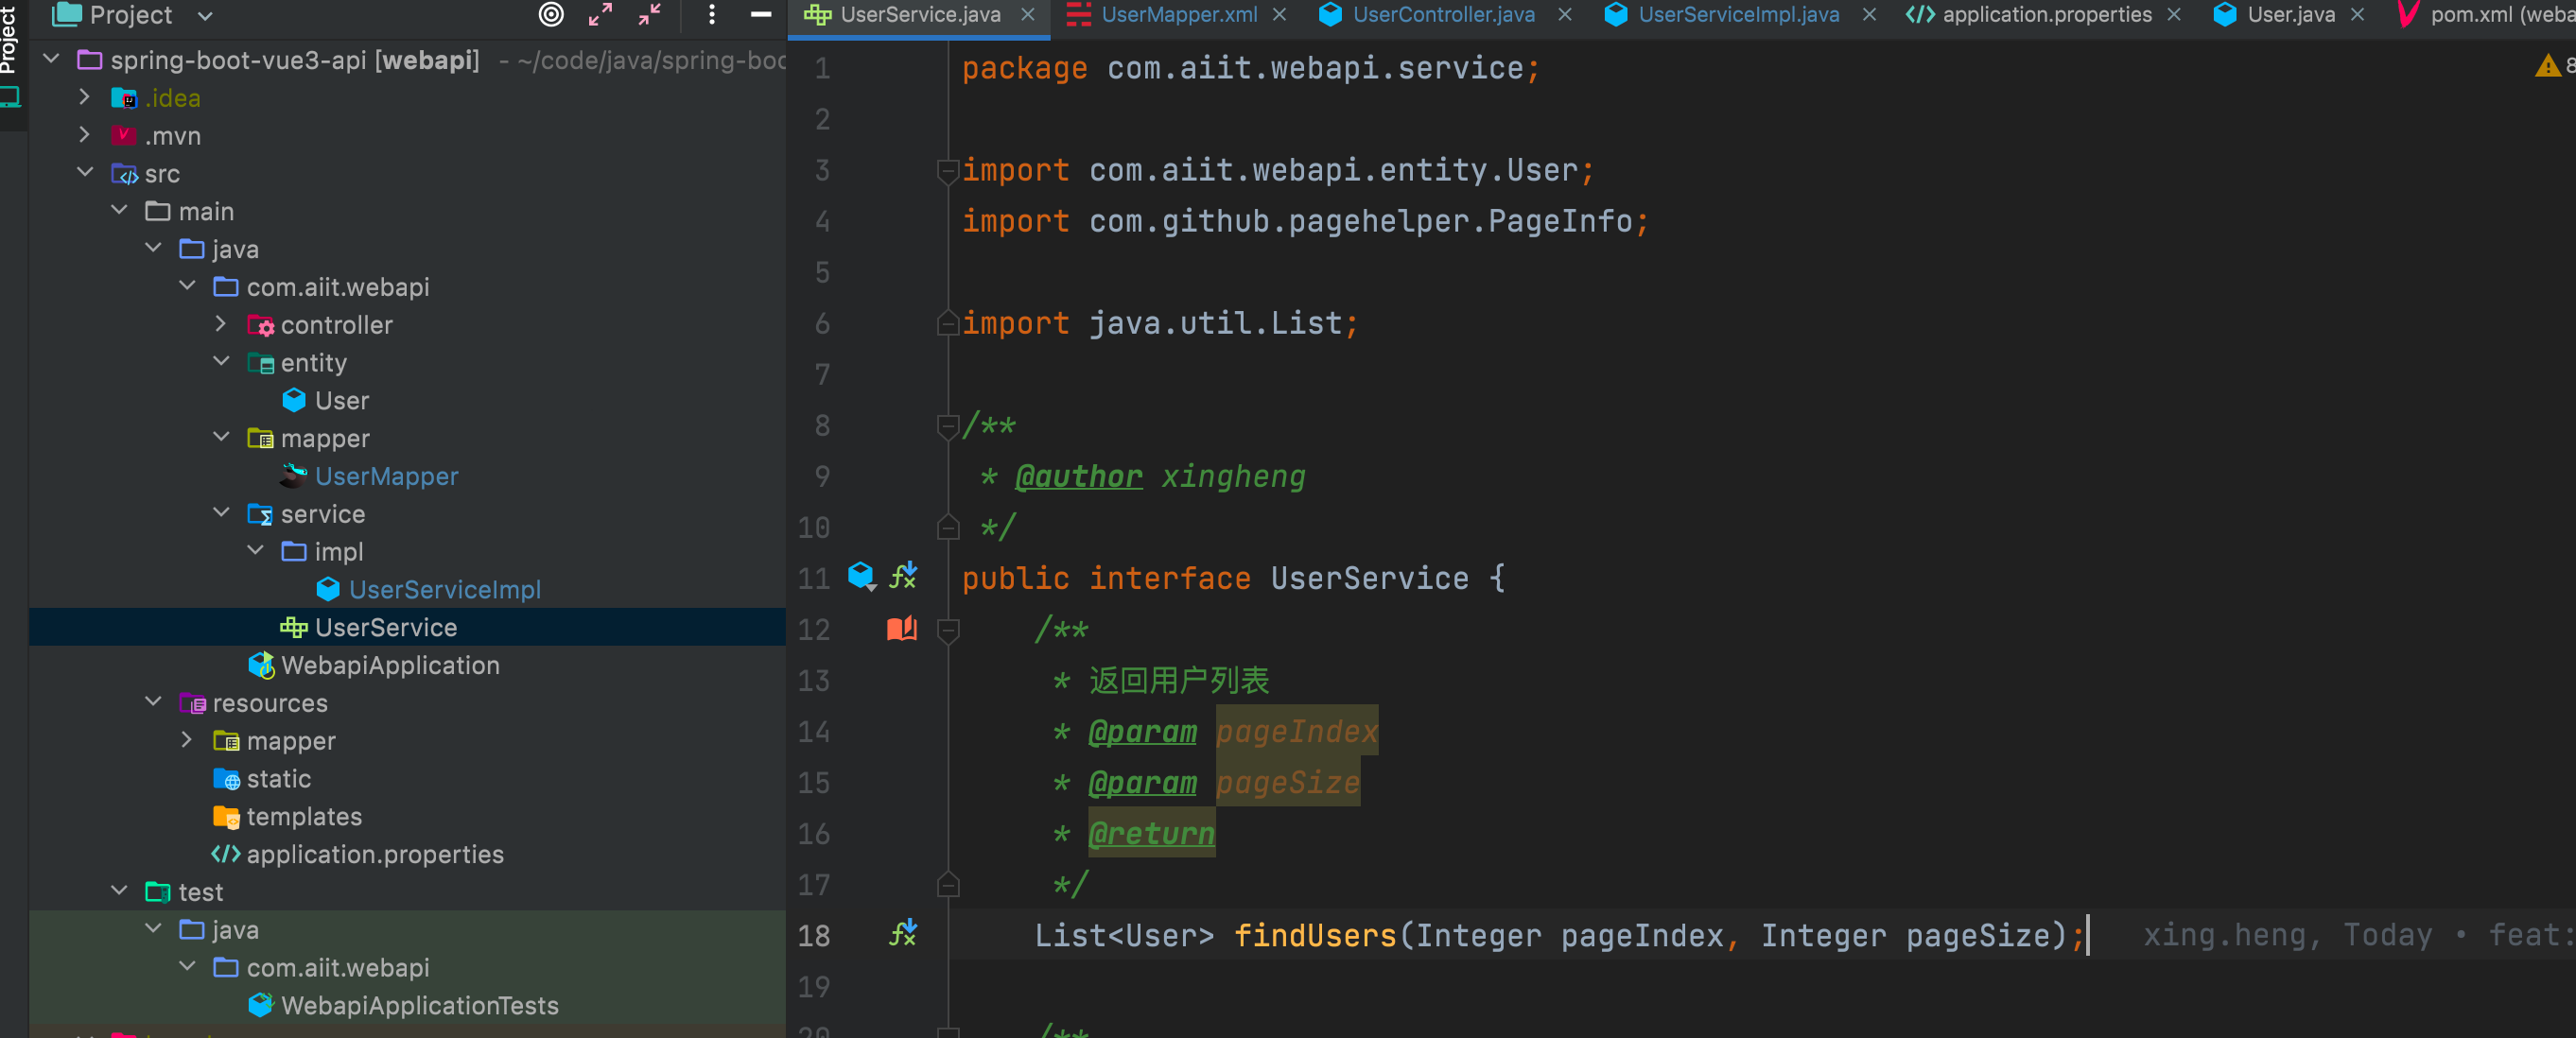 Project
Project
spring-boot-vue3-api [webapi] - ~/code/java/spring-boo
.idea
.mvn
src
main
java
com.aiit.webapi
controller
entity
User
mapper
UserMapper
service
impl
UserServiceImpl
UserService
WebapiApplication
resources
mapper
static
templates
application.properties
test
java
com.aiit.webapi
WebapiApplicationTests
UserService.java UserMapper.xml UserController.java UserServiceImpl.java application.properties User.java pom.xml (weba
8
1 package com.aiit.webapi.service;
2
3 import com.aiit.webapi.entity.User;
4 import com.github.pagehelper.PageInfo;
5
6 import java.util.List;
7
8 /**
9 * @author xingheng
10 */
11 public interface UserService {
12 /**
13 * 返回用户列表
14 * @param pageIndex
15 * @param pageSize
16 * @return
17 */
18 List<User> findUsers(Integer pageIndex, Integer pageSize); xing.heng, Today • feat:
19
20 /**